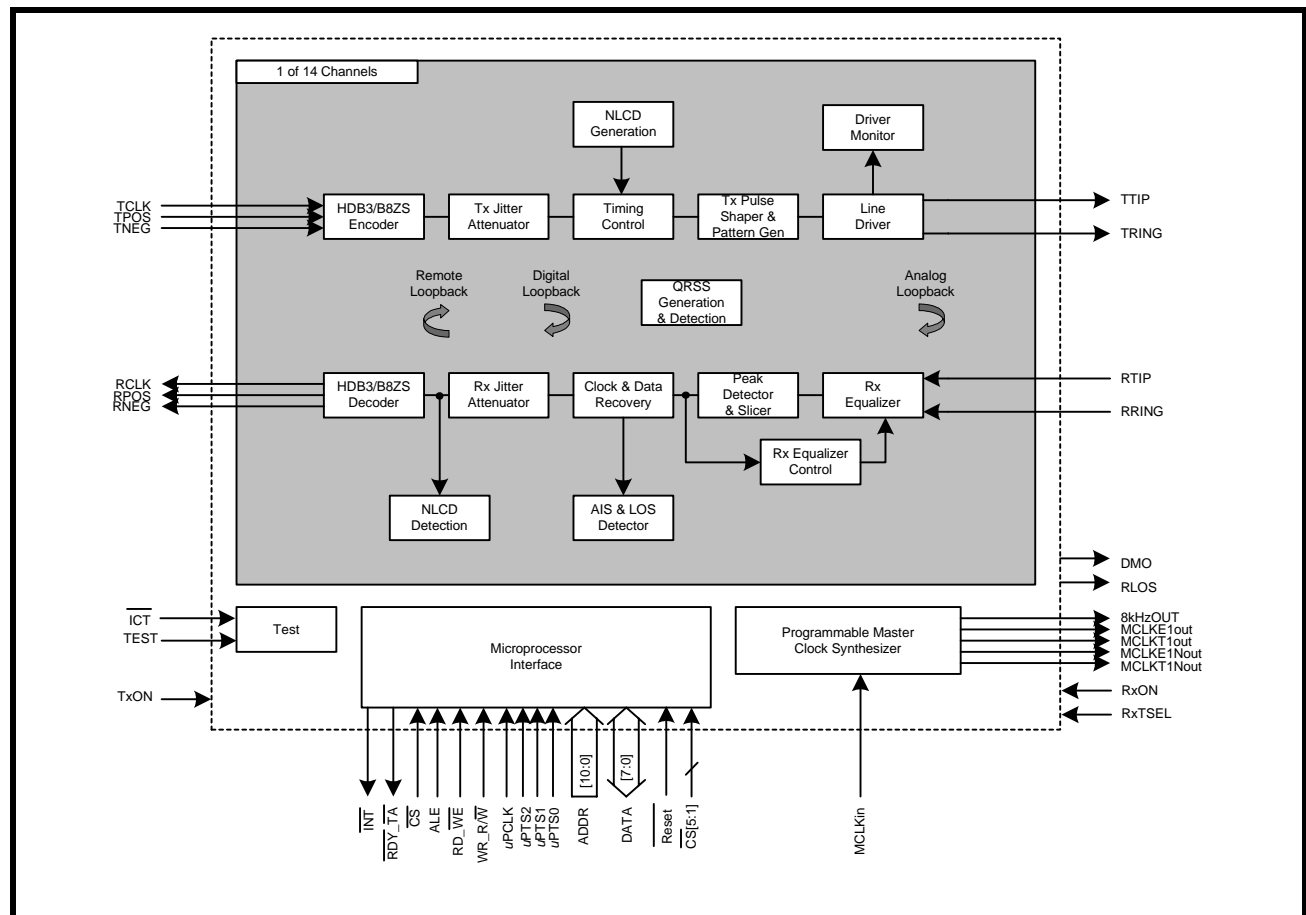 1 of 14 Channels
NLCD
Generation
Driver
Monitor
TCLK
TPOS
TNEG
HDB3/B8ZS
Encoder
Tx Jitter
Attenuator
Timing
Control
Tx Pulse
Shaper &
Pattern Gen
Line
Driver
TTIP
TRING
Remote
Loopback
Digital
Loopback
QRSS
Generation
& Detection
Analog
Loopback
RCLK
RPOS
RNEG
HDB3/B8ZS
Decoder
Rx Jitter
Attenuator
Clock & Data
Recovery
Peak
Detector
& Slicer
Rx
Equalizer
RTIP
RRING
Rx Equalizer
Control
NLCD
Detection
AIS & LOS
Detector
DMO
RLOS
ICT
TEST
Test
Microprocessor
Interface
Programmable Master
Clock Synthesizer
8kHzOUT
MCLKE1out
MCLKT1out
MCLKE1Nout
MCLKT1Nout
TxON
RxON
RxTSEL
[10:0]
[7:0]
INT
RDY_TA
CS
ALE
RD_WE
WR_R/W
uPCLK
uPTS2
uPTS1
uPTS0
ADDR
DATA
Reset
CS[5:1]
MCLKin